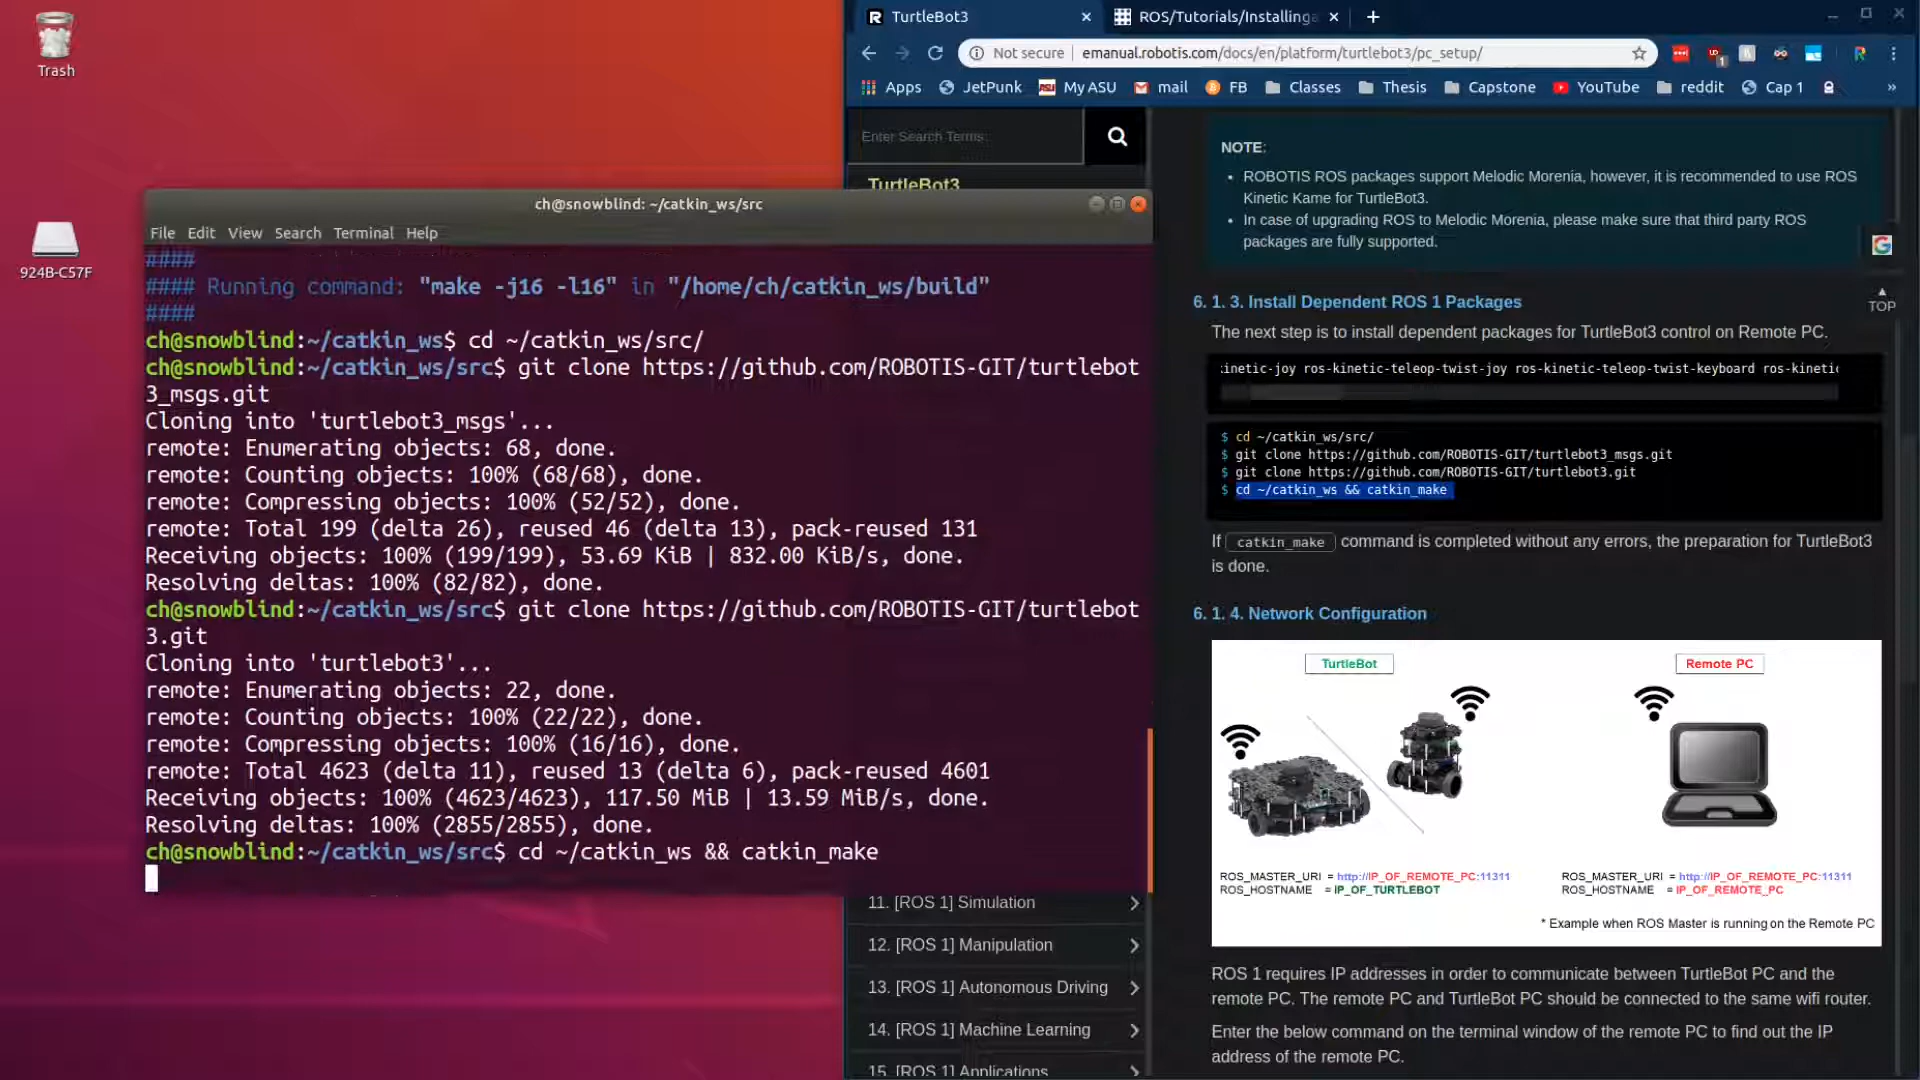 Trash
924B-C57F
TurtleBot3
ROS/Tutorials/Installinga
Not secure | emanual.robotis.com/docs/en/platform/turtlebot3/pc_setup/
Apps JetPunk My ASU mail FB Classes Thesis Capstone YouTube reddit Cap 1 »
Enter Search Terms...
TurtleBot3
ch@snowblind: ~/catkin_ws/src
File Edit View Search Terminal Help
####
#### Running command: "make -j16 -l16" in "/home/ch/catkin_ws/build"
####
ch@snowblind:~/catkin_ws$ cd ~/catkin_ws/src/
ch@snowblind:~/catkin_ws/src$ git clone https://github.com/ROBOTIS-GIT/turtlebot
3_msgs.git
Cloning into 'turtlebot3_msgs'...
remote: Enumerating objects: 68, done.
remote: Counting objects: 100% (68/68), done.
remote: Compressing objects: 100% (52/52), done.
remote: Total 199 (delta 26), reused 46 (delta 13), pack-reused 131
Receiving objects: 100% (199/199), 53.69 KiB | 832.00 KiB/s, done.
Resolving deltas: 100% (82/82), done.
ch@snowblind:~/catkin_ws/src$ git clone https://github.com/ROBOTIS-GIT/turtlebot
3.git
Cloning into 'turtlebot3'...
remote: Enumerating objects: 22, done.
remote: Counting objects: 100% (22/22), done.
remote: Compressing objects: 100% (16/16), done.
remote: Total 4623 (delta 11), reused 13 (delta 6), pack-reused 4601
Receiving objects: 100% (4623/4623), 117.50 MiB | 13.59 MiB/s, done.
Resolving deltas: 100% (2855/2855), done.
ch@snowblind:~/catkin_ws/src$ cd ~/catkin_ws && catkin_make
11. [ROS 1] Simulation
12. [ROS 1] Manipulation
13. [ROS 1] Autonomous Driving
14. [ROS 1] Machine Learning
15. [ROS 1] Applications
NOTE:
• ROBOTIS ROS packages support Melodic Morenia, however, it is recommended to use ROS
Kinetic Kame for TurtleBot3.
• In case of upgrading ROS to Melodic Morenia, please make sure that third party ROS
packages are fully supported.
TOP
6. 1. 3. Install Dependent ROS 1 Packages
The next step is to install dependent packages for TurtleBot3 control on Remote PC.
inetic-joy ros-kinetic-teleop-twist-joy ros-kinetic-teleop-twist-keyboard ros-kinetic
$ cd ~/catkin_ws/src/
$ git clone https://github.com/ROBOTIS-GIT/turtlebot3_msgs.git
$ git clone https://github.com/ROBOTIS-GIT/turtlebot3.git
$ cd ~/catkin_ws && catkin_make
If catkin_make command is completed without any errors, the preparation for TurtleBot3
is done.
6. 1. 4. Network Configuration
TurtleBot
Remote PC
ROS_MASTER_URI = http://IP_OF_REMOTE_PC:11311
ROS_HOSTNAME = IP_OF_TURTLEBOT
ROS_MASTER_URI = http://IP_OF_REMOTE_PC:11311
ROS_HOSTNAME = IP_OF_REMOTE_PC
* Example when ROS Master is running on the Remote PC
ROS 1 requires IP addresses in order to communicate between TurtleBot PC and the
remote PC. The remote PC and TurtleBot PC should be connected to the same wifi router.
Enter the below command on the terminal window of the remote PC to find out the IP
address of the remote PC.